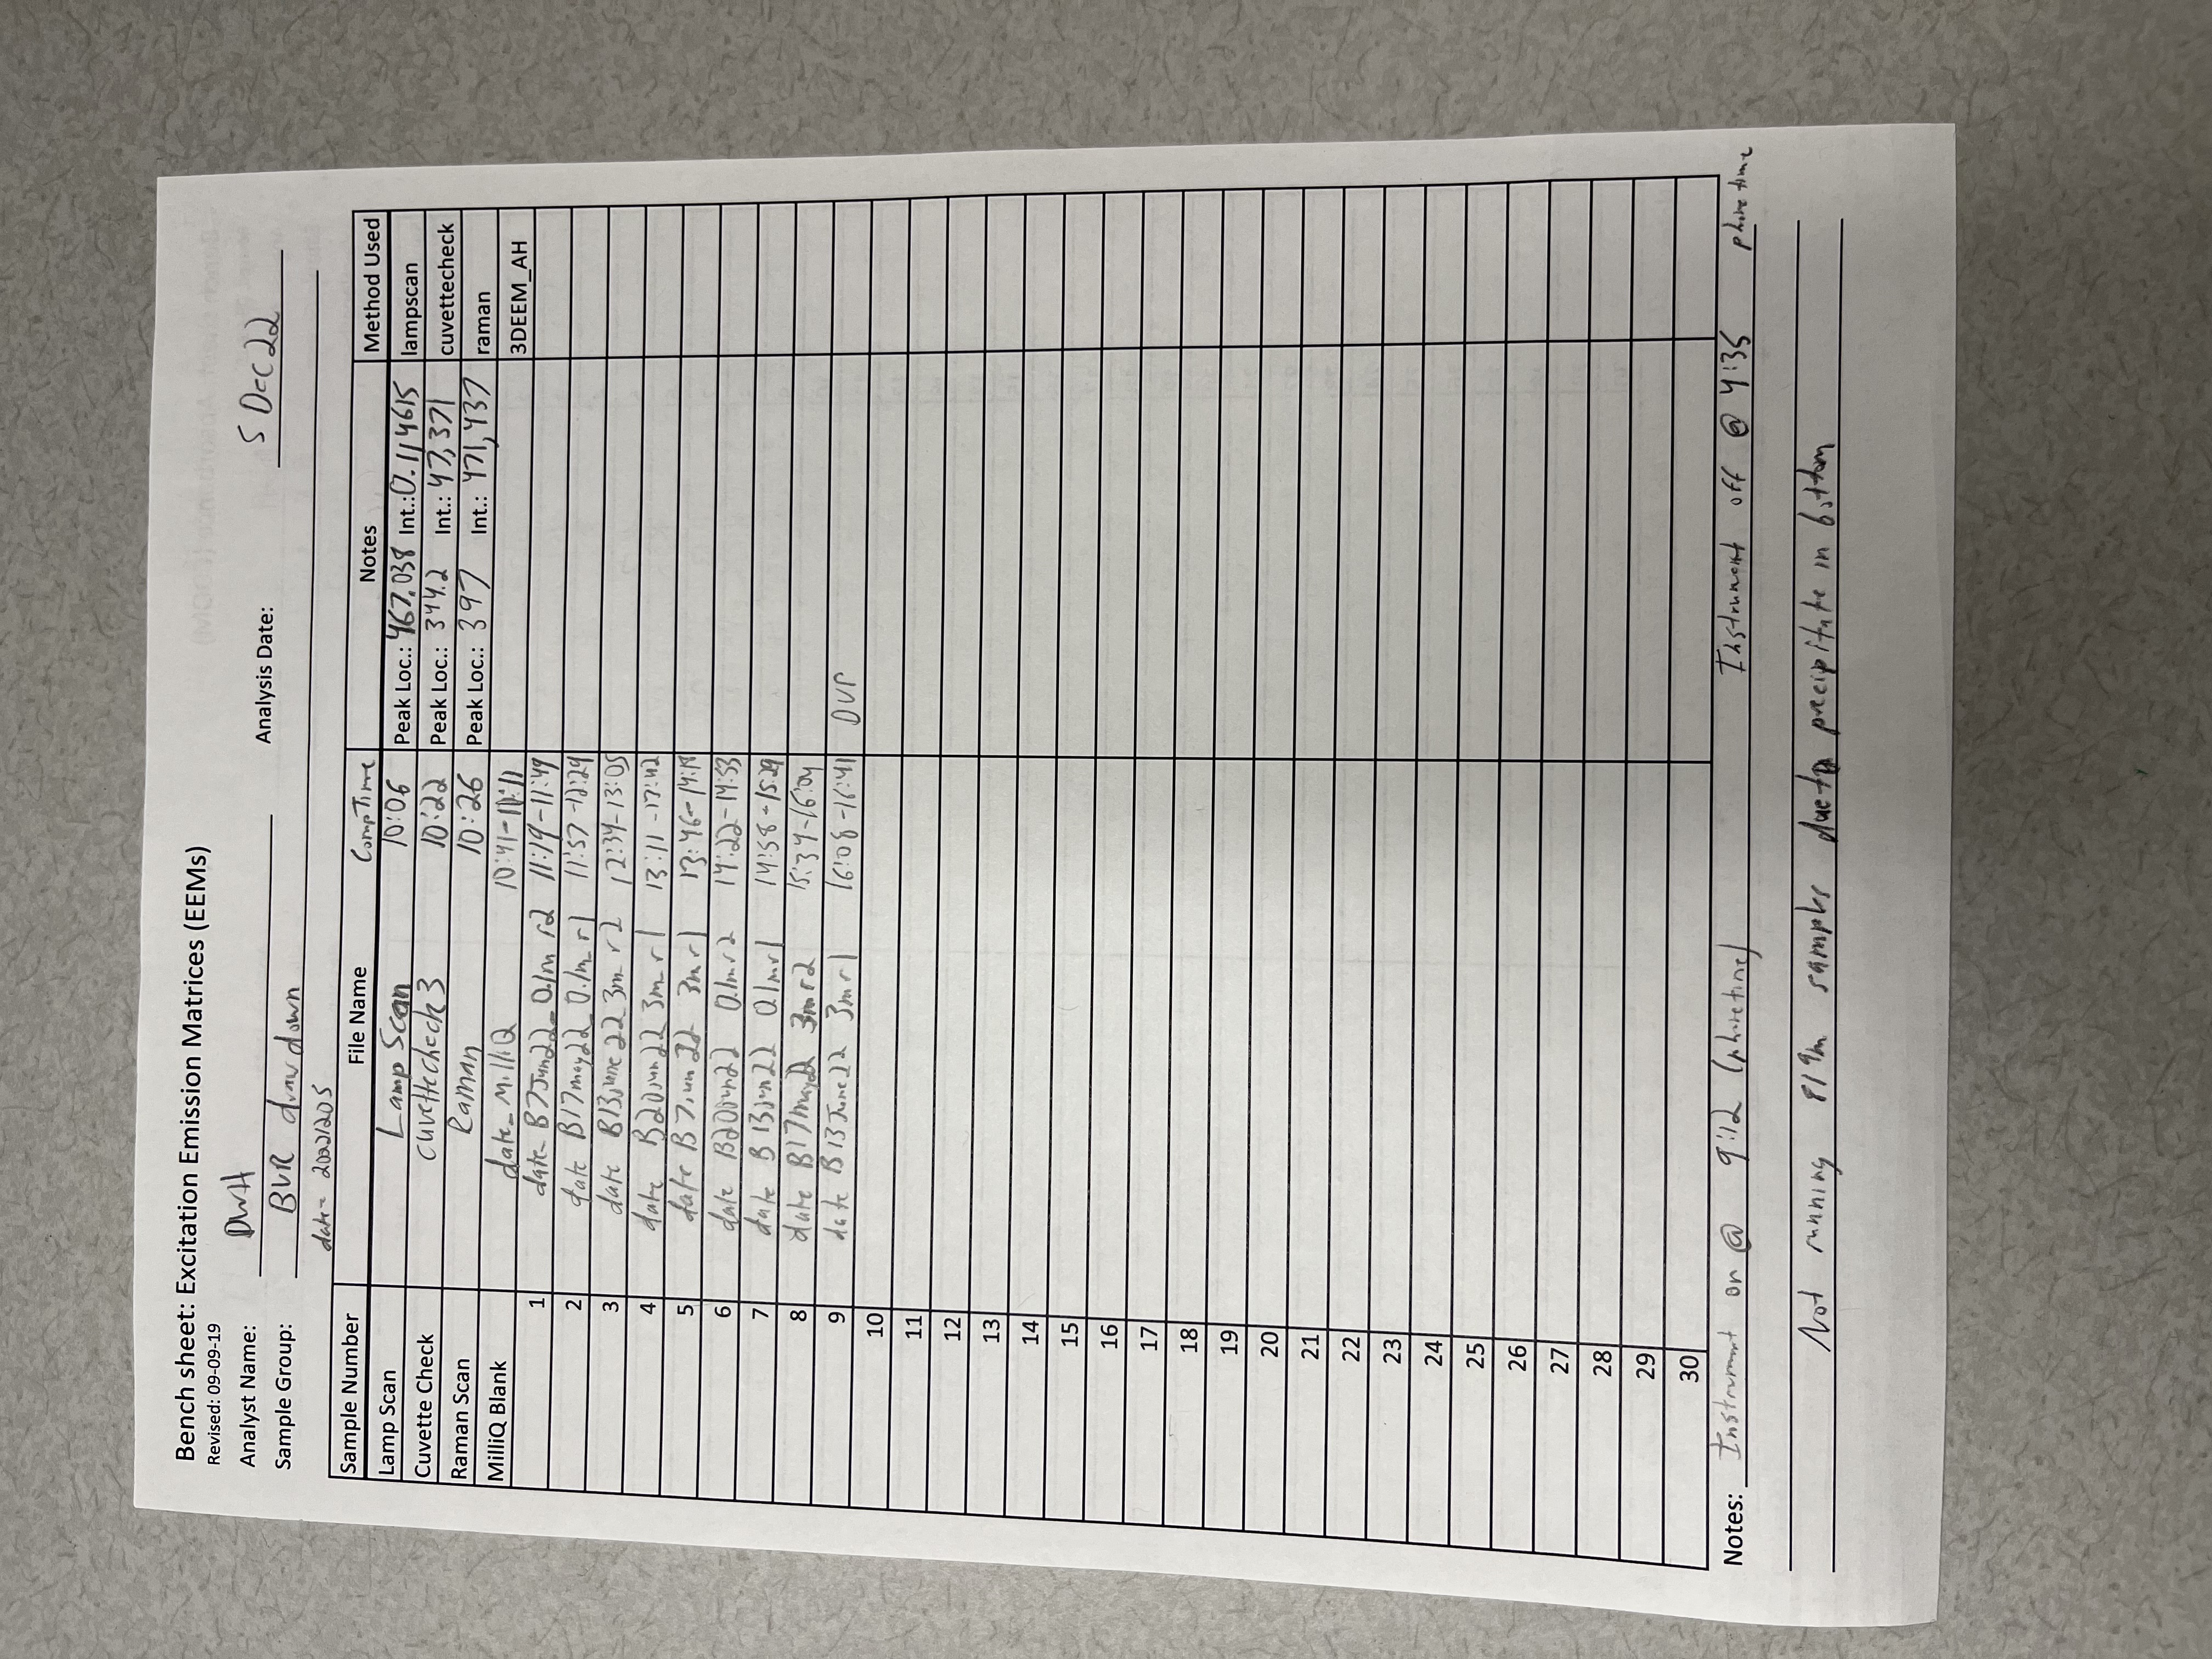 Bench sheet: Excitation Emission Matrices (EEMs)
Revised: 09-09-19
Analyst Name: DWH Analysis Date: 5 Dec 22
Sample Group: BVR drawdown
date= 20221205
Sample Number File Name Comp Time Notes Method Used
Lamp Scan Lamp Scan 10:06 Peak Loc.: 467.038 Int.: 0.114615 lampscan
Cuvette Check cuvettecheck3 10:22 Peak Loc.: 344.2 Int.: 47,371 cuvettecheck
Raman Scan Raman 10:26 Peak Loc.: 397 Int.: 471,437 raman
MilliQ Blank date_MilliQ 10:41-11:11 3DEEM_AH
1 date_B7Jun22_0.1m r2 11:19-11:49
2 date B17may22_0.1m_r1 11:57-12:29
3 date B13june22_3m_r2 12:34-13:05
4 date B20jun22 3m_r1 13:11-13:42
5 date B7jun22 3m r1 13:46-14:18
6 date B20jun22 0.1m r2 14:22-14:53
7 date B13jun22 0.1m r1 14:58-15:29
8 date B17may22 3m r2 15:34-16:04
9 date B13June22 3m r1 16:08-16:41 DUP
10
11
12
13
14
15
16
17
18
19
20
21
22
23
24
25
26
27
28
29
30
Notes: Instrument on @ 9:12 (phonetime) Instrument off @ 4:35 phone time
Not running samples due to precipitate in bottom